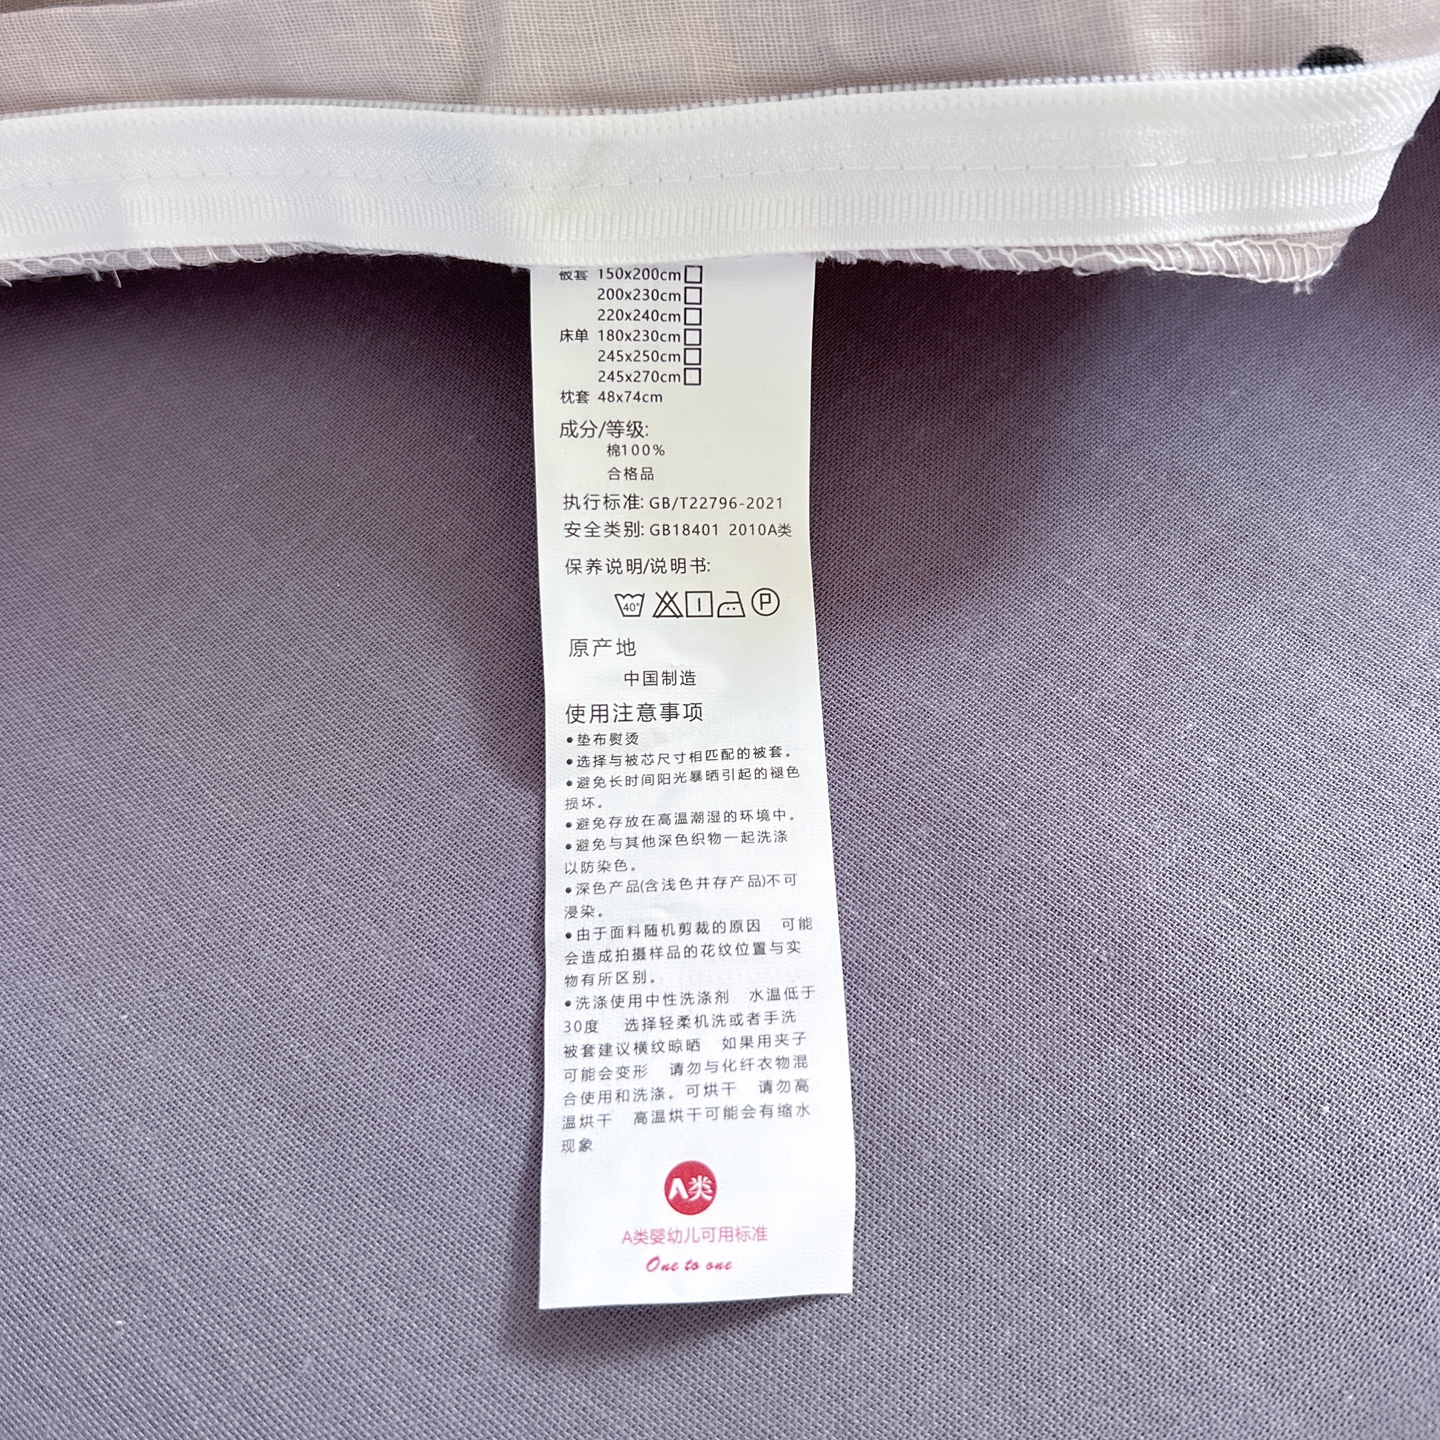 被套 150x200cm□
200x230cm□
220x240cm□
床单 180x230cm□
245x250cm□
245x270cm□
枕套 48x74cm
成分/等级:
棉100%
合格品
执行标准: GB/T22796-2021
安全类别: GB18401 2010A类
保养说明/说明书:
40° P
原产地
中国制造
使用注意事项
•垫布熨烫
•选择与被芯尺寸相匹配的被套。
•避免长时间阳光暴晒引起的褪色
损坏。
•避免存放在高温潮湿的环境中。
•避免与其他深色织物一起洗涤
以防染色。
•深色产品(含浅色并存产品)不可
浸染。
•由于面料随机剪裁的原因 可能
会造成拍摄样品的花纹位置与实
物有所区别。
•洗涤使用中性洗涤剂 水温低于
30度 选择轻柔机洗或者手洗
被套建议横纹晾晒 如果用夹子
可能会变形 请勿与化纤衣物混
合使用和洗涤。可烘干 请勿高
温烘干 高温烘干可能会有缩水
现象
A类
A类婴幼儿可用标准
One to one